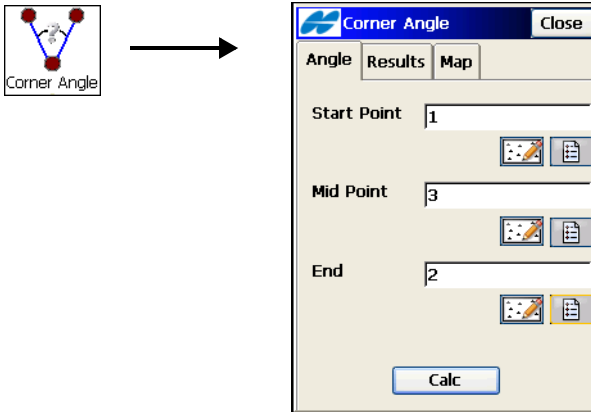 ?
Corner Angle
Corner Angle Close
Angle Results Map
Start Point 1
Mid Point 3
End 2
Calc